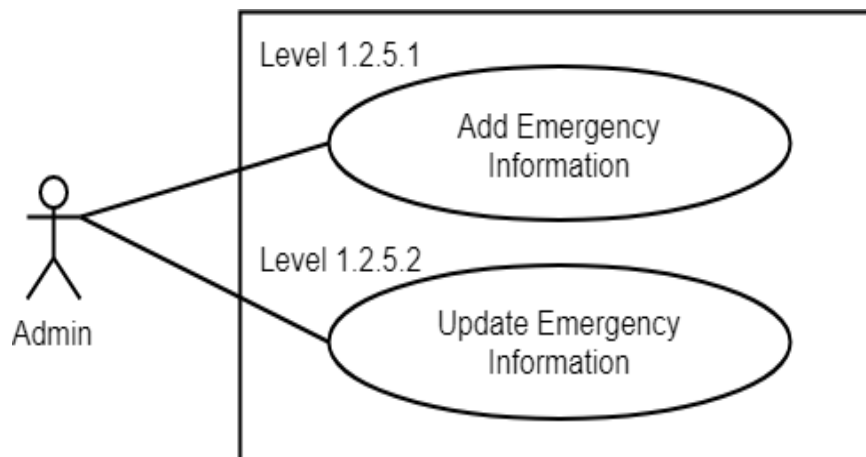 Level 1.2.5.1
Add Emergency
Information
Level 1.2.5.2
Update Emergency
Information
Admin